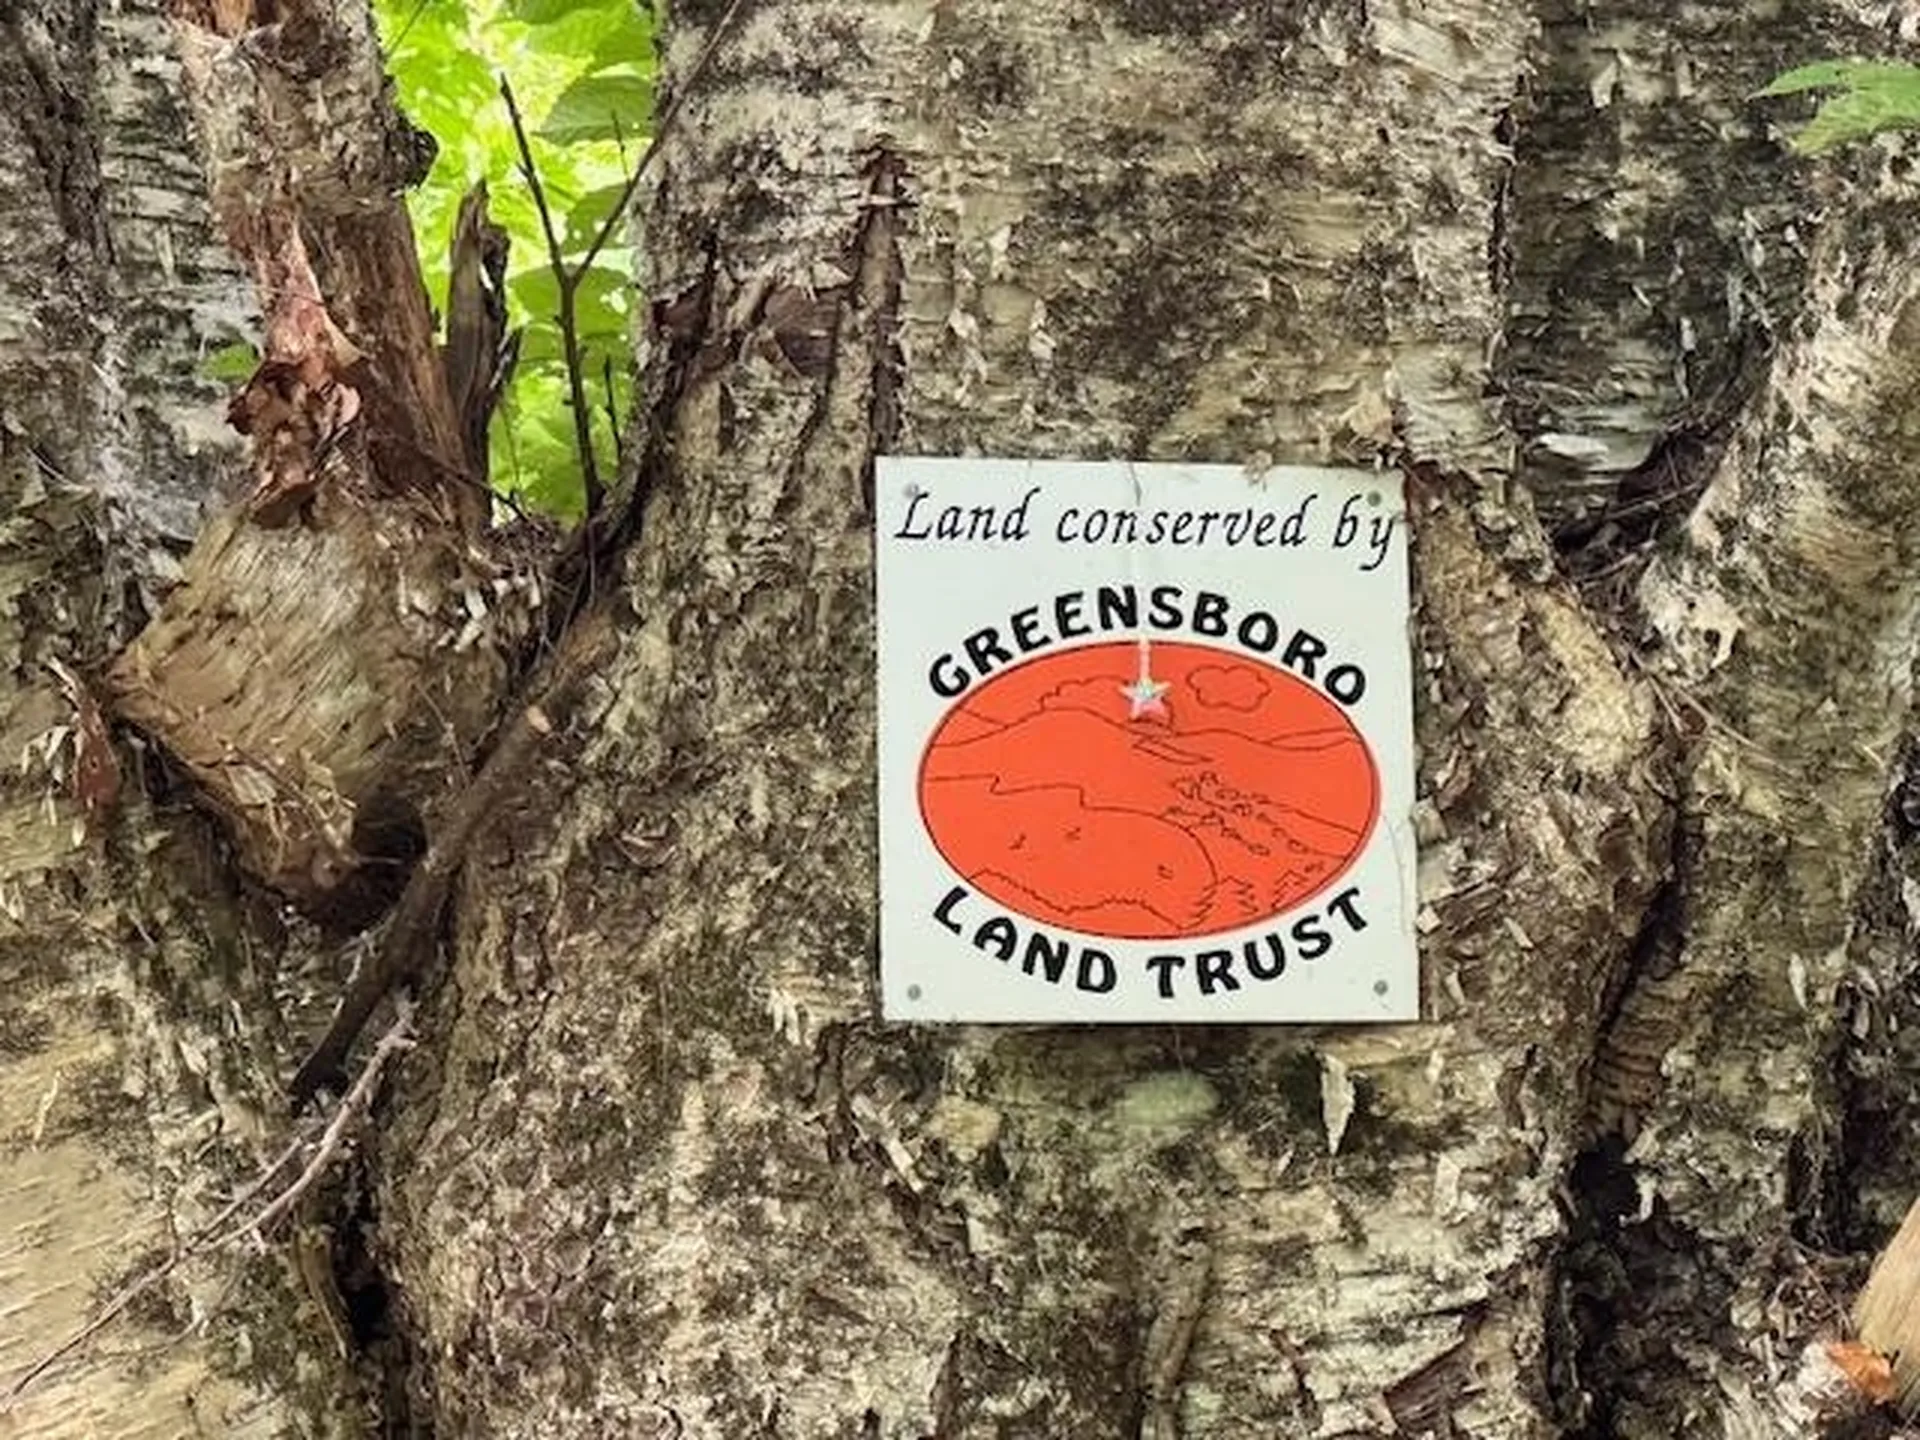 Land conserved by
GREENSBORO
LAND TRUST